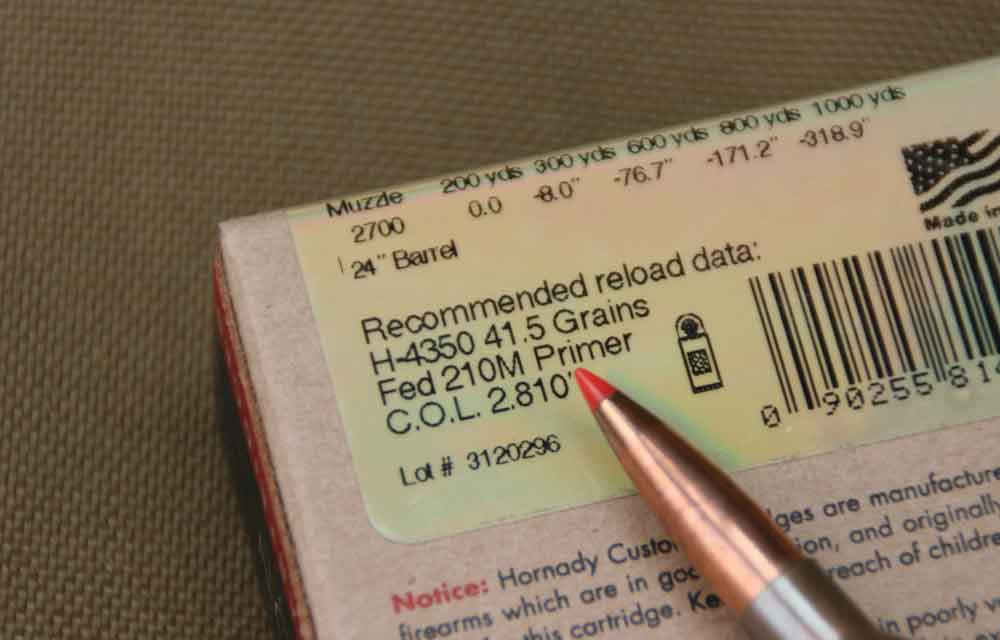 Muzzle 200 yds 300 yds 600 yds 800 yds 1000 yds
2700 0.0 -8.0" -76.7" -171.2" -318.9"
24" Barrel
Made in
Recommended reload data:
H-4350 41.5 Grains
Fed 210M Primer
C.O.L. 2.810"
Lot # 3120296
0 90255 81
Notice: Hornady Custo ges are manufacture
firearms which are in goo ion, and originally
this cartridge. Ke reach of childre
in poorly